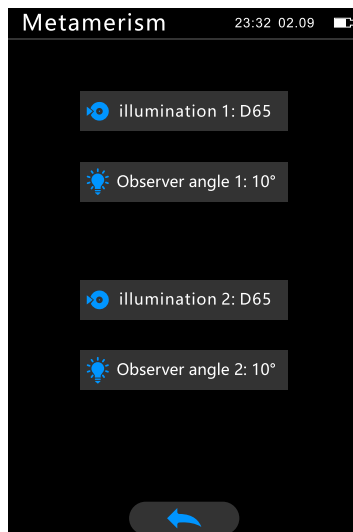 Metamerism 23:32 02.09
illumination 1: D65
Observer angle 1: 10°
illumination 2: D65
Observer angle 2: 10°